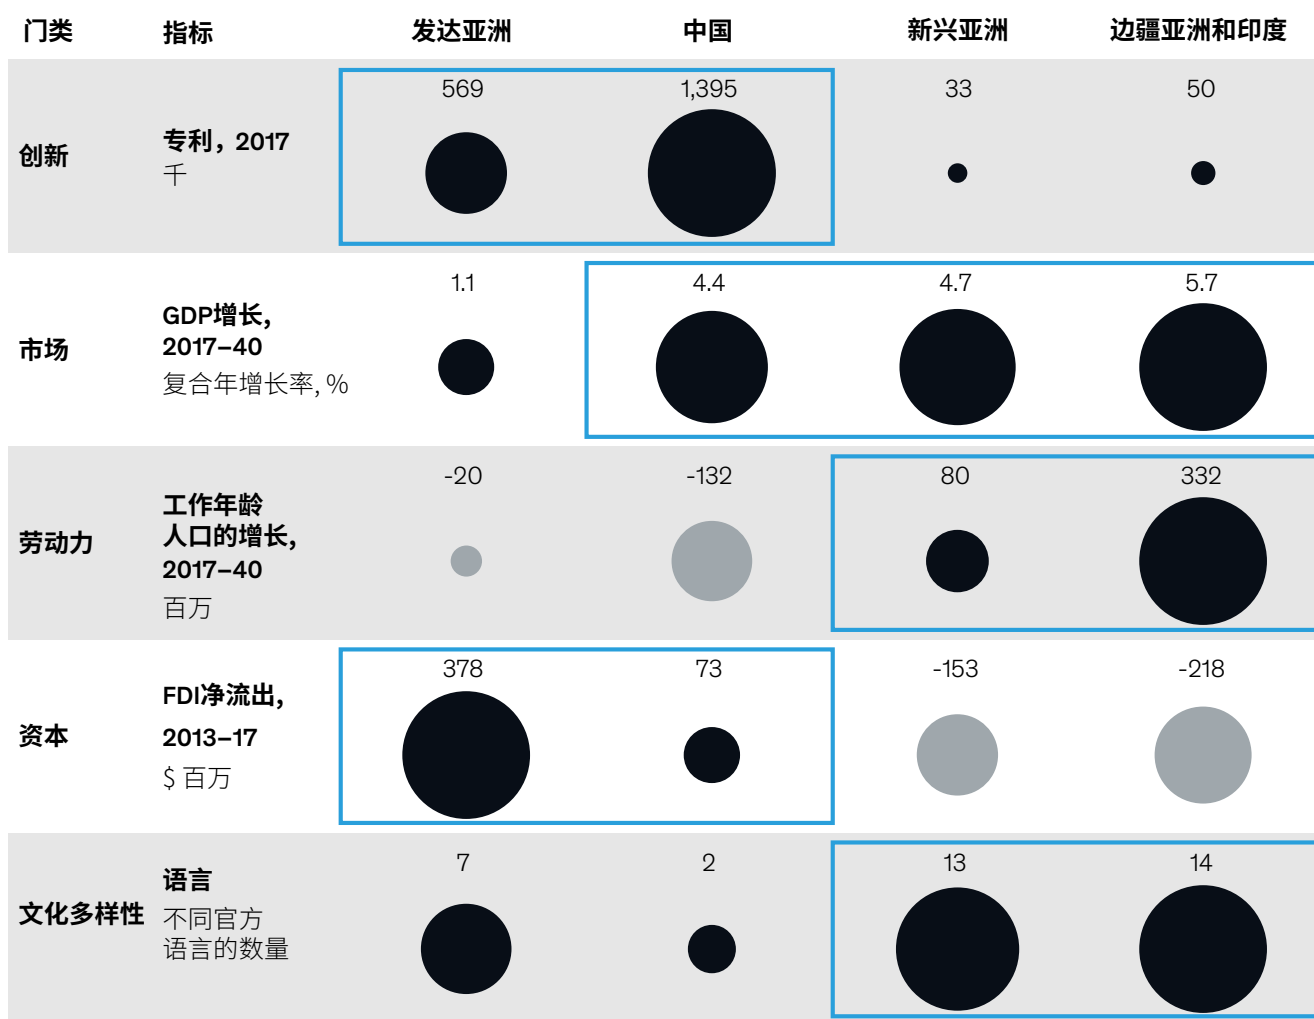 门类 指标 发达亚洲 中国 新兴亚洲 边疆亚洲和印度
569 1,395 33 50
创新
专利，2017
千
1.1 4.4 4.7 5.7
市场
GDP增长,
2017–40
复合年增长率, %
-20 -132 80 332
劳动力
工作年龄
人口的增长,
2017–40
百万
378 73 -153 -218
资本
FDI净流出,
2013–17
$ 百万
7 2 13 14
文化多样性
语言
不同官方
语言的数量